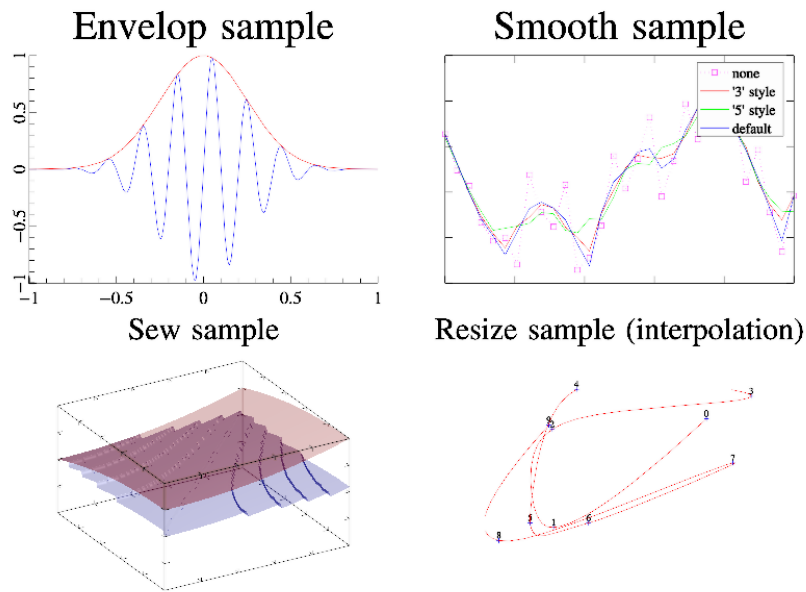 Envelop sample
Smooth sample
1
0.5
0
−0.5
−1
−1
−0.5
0
0.5
1
none
'3' style
'5' style
default
Sew sample
Resize sample (interpolation)
4
3
0
7
5
1
6
8